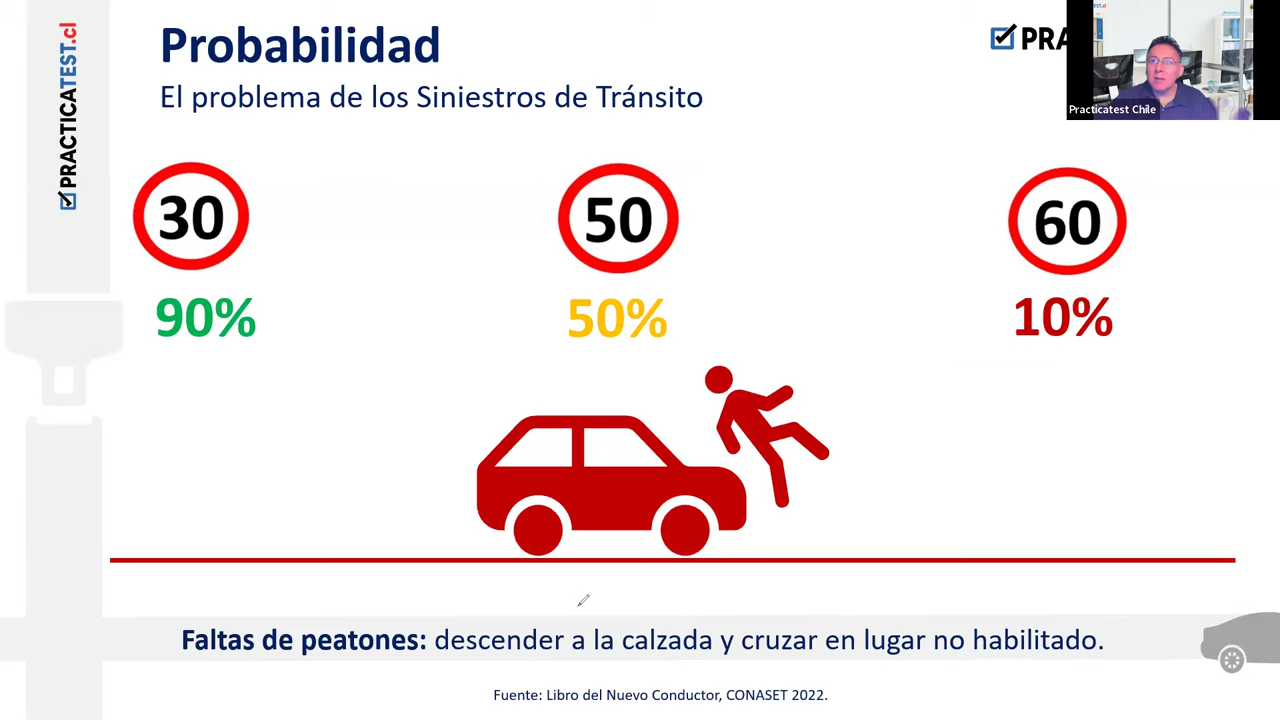 PRACTICATEST.cl
Probabilidad
El problema de los Siniestros de Tránsito
PRA
Practicatest Chile
30
50
60
90%
50%
10%
Faltas de peatones: descender a la calzada y cruzar en lugar no habilitado.
Fuente: Libro del Nuevo Conductor, CONASET 2022.